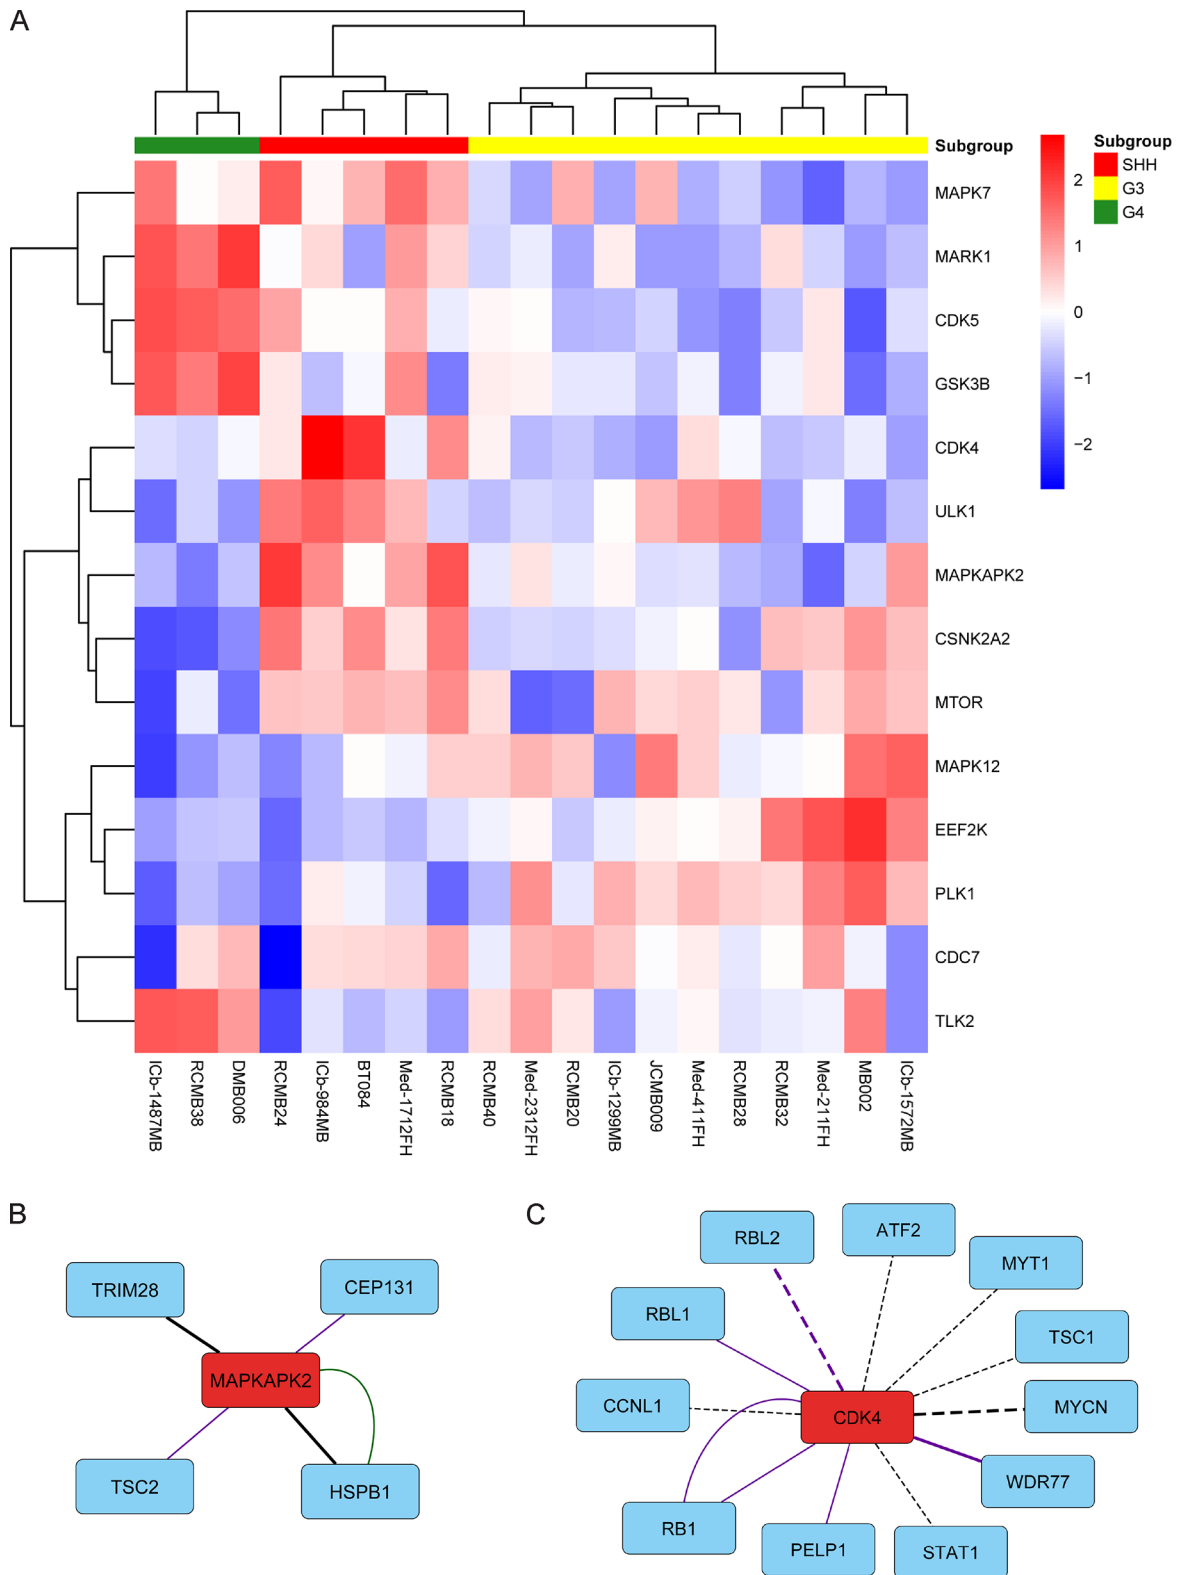 A
Subgroup
MAPK7
MARK1
CDK5
GSK3B
CDK4
ULK1
MAPKAPK2
CSNK2A2
MTOR
MAPK12
EEF2K
PLK1
CDC7
TLK2
2
1
0
−1
−2
Subgroup
SHH
G3
G4
ICb-1487MB
RCMB38
DMB006
RCMB24
ICb-984MB
BT084
Med-1712FH
RCMB18
RCMB40
Med-2312FH
RCMB20
ICb-1299MB
JCMB009
Med-411FH
RCMB28
RCMB32
Med-211FH
MB002
ICb-1572MB
B
TRIM28
CEP131
MAPKAPK2
TSC2
HSPB1
C
RBL2
ATF2
MYT1
RBL1
TSC1
CCNL1
CDK4
MYCN
WDR77
RB1
PELP1
STAT1